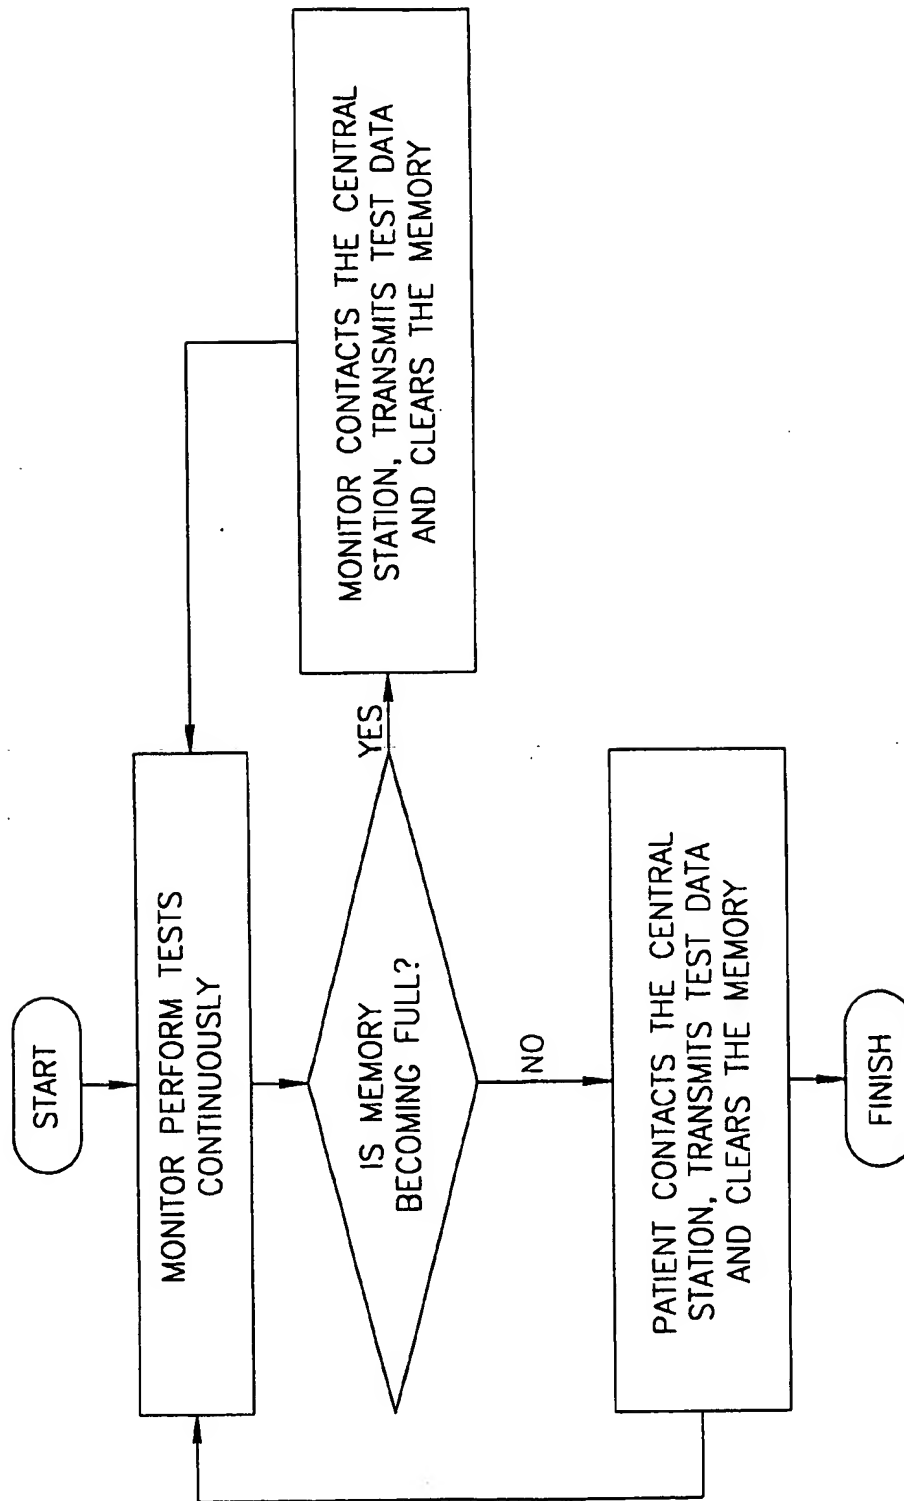 START
MONITOR PERFORM TESTS
CONTINUOUSLY
IS MEMORY
BECOMING FULL?
YES
MONITOR CONTACTS THE CENTRAL
STATION, TRANSMITS TEST DATA
AND CLEARS THE MEMORY
NO
PATIENT CONTACTS THE CENTRAL
STATION, TRANSMITS TEST DATA
AND CLEARS THE MEMORY
FINISH